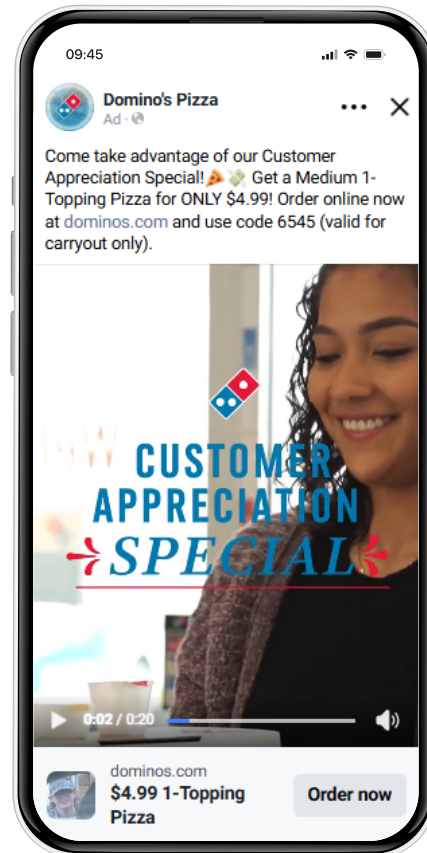 09:45
Domino's Pizza
Ad ·
Come take advantage of our Customer
Appreciation Special!🍕💸 Get a Medium 1-
Topping Pizza for ONLY $4.99! Order online now
at dominos.com and use code 6545 (valid for
carryout only).
CUSTOMER
APPRECIATION
SPECIAL
0:02 / 0:20
dominos.com
$4.99 1-Topping
Pizza
Order now